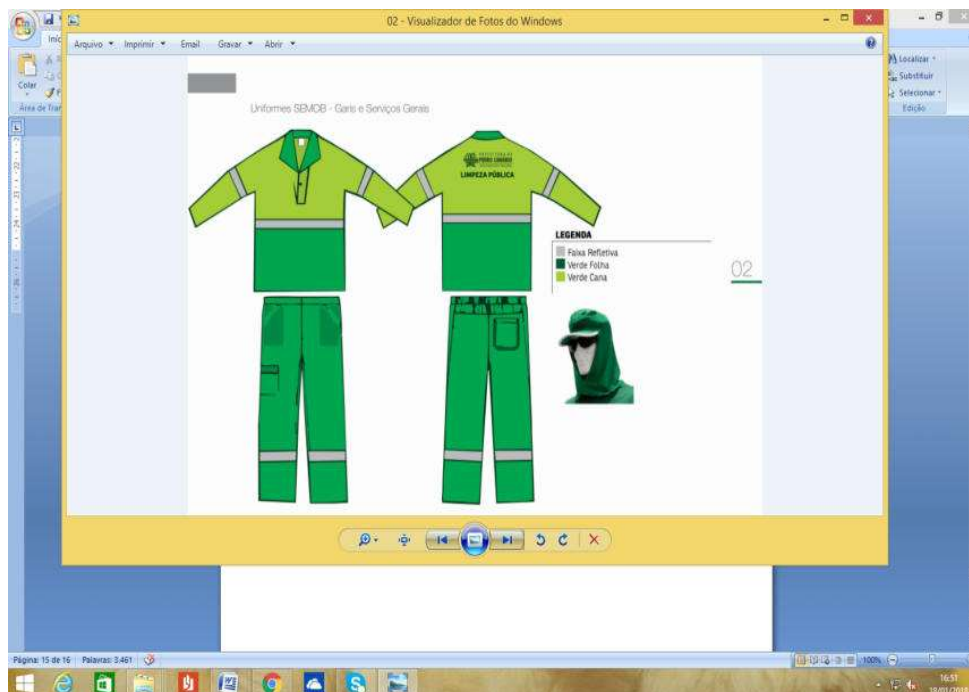 02 - Visualizador de Fotos do Windows
Arquivo Imprimir Email Gravar Abrir
Colar
Localizar
Substituir
Selecionar
Edição
Uniformes SEMOB - Garis e Serviços Gerais
LIMPEZA PÚBLICA
LEGENDA
Faixa Refletiva
Verde Folha
Verde Cana
02
Página: 15 de 16 Palavras: 3.461
100%
16:51